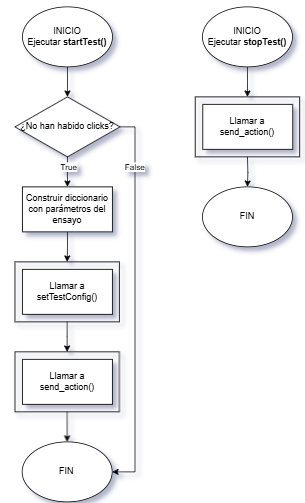 INICIO
Ejecutar startTest()
¿No han habido clicks?
True
False
Construir diccionario
con parámetros del
ensayo
Llamar a
setTestConfig()
Llamar a
send_action()
FIN
INICIO
Ejecutar stopTest()
Llamar a
send_action()
FIN